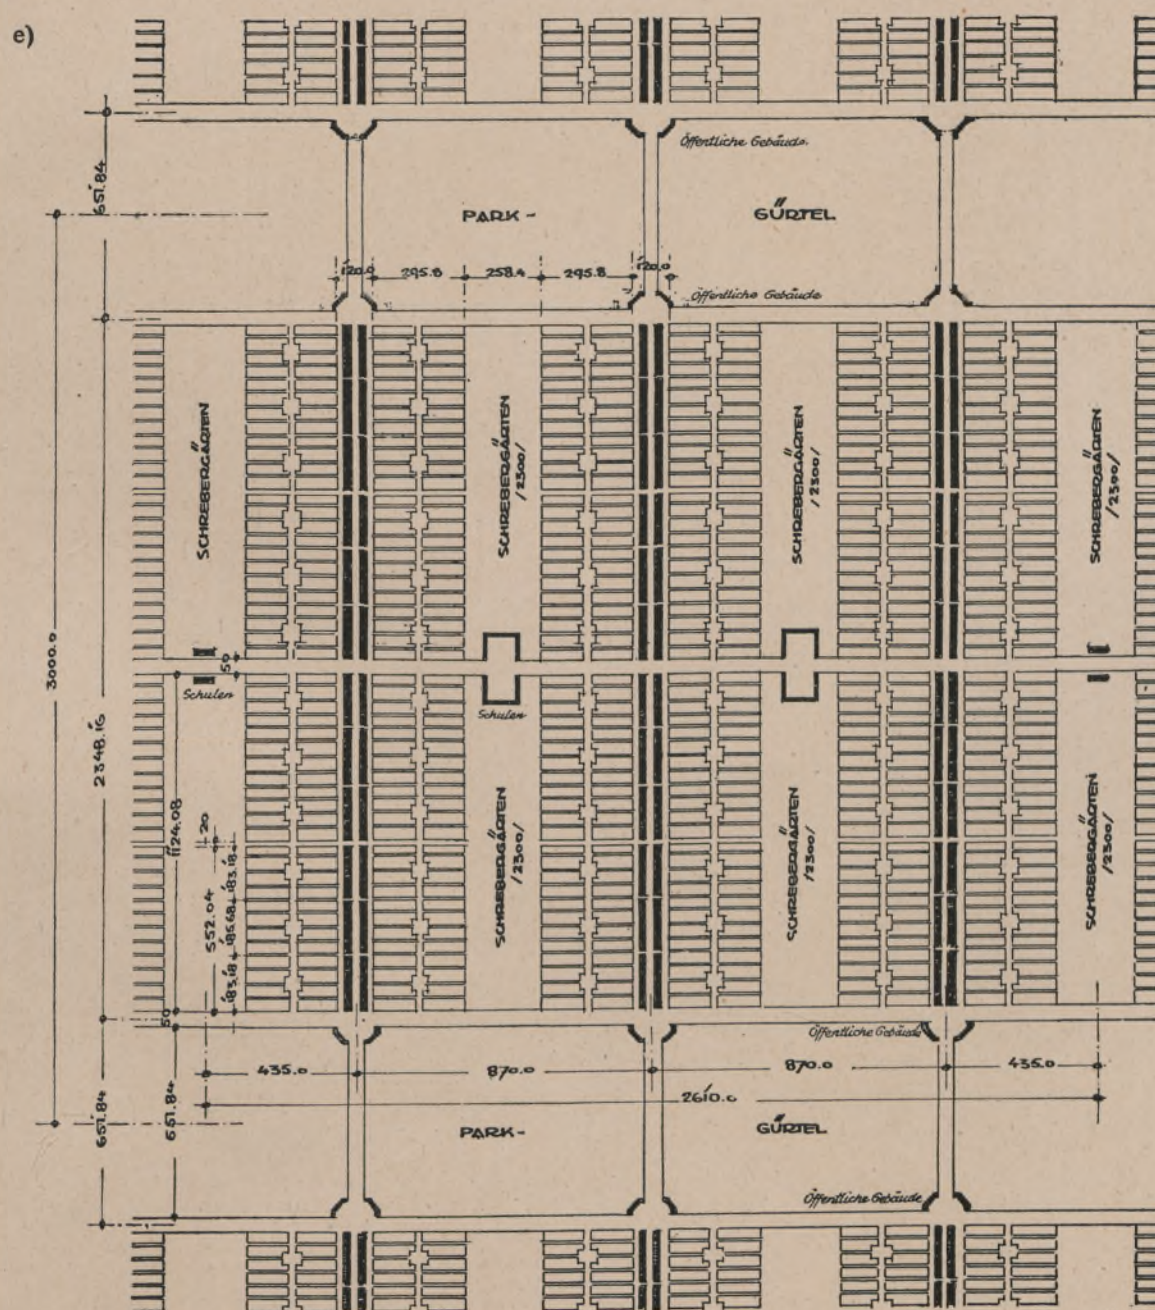 e)
Öffentliche Gebäude.
651.84
PARK-
GÜRTEL
120.0
295.8
258.4
295.8
120.0
Öffentliche Gebäude
SCHREBERGÄRTEN
SCHREBERGÄRTEN
/2300/
SCHREBERGÄRTEN
/2300/
SCHREBERGÄRTEN
/2300/
3000.0
50
Schulen
Schulen
2348.16
1124.08
20
552.04
183.18
185.68
183.18
SCHREBERGÄRTEN
/2300/
SCHREBERGÄRTEN
/2300/
SCHREBERGÄRTEN
/2300/
50
Öffentliche Gebäude
435.0
870.0
870.0
435.0
2610.0
651.84
651.84
PARK-
GÜRTEL
Öffentliche Gebäude